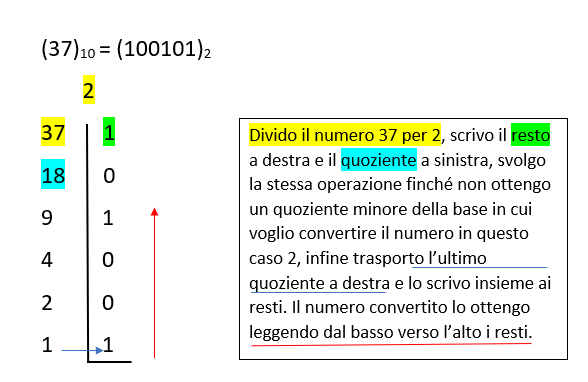 (37)₁₀ = (100101)₂
2
37 1
18 0
9 1
4 0
2 0
1 1
Divido il numero 37 per 2, scrivo il resto
a destra e il quoziente a sinistra, svolgo
la stessa operazione finché non ottengo
un quoziente minore della base in cui
voglio convertire il numero in questo
caso 2, infine trasporto l’ultimo
quoziente a destra e lo scrivo insieme ai
resti. Il numero convertito lo ottengo
leggendo dal basso verso l’alto i resti.